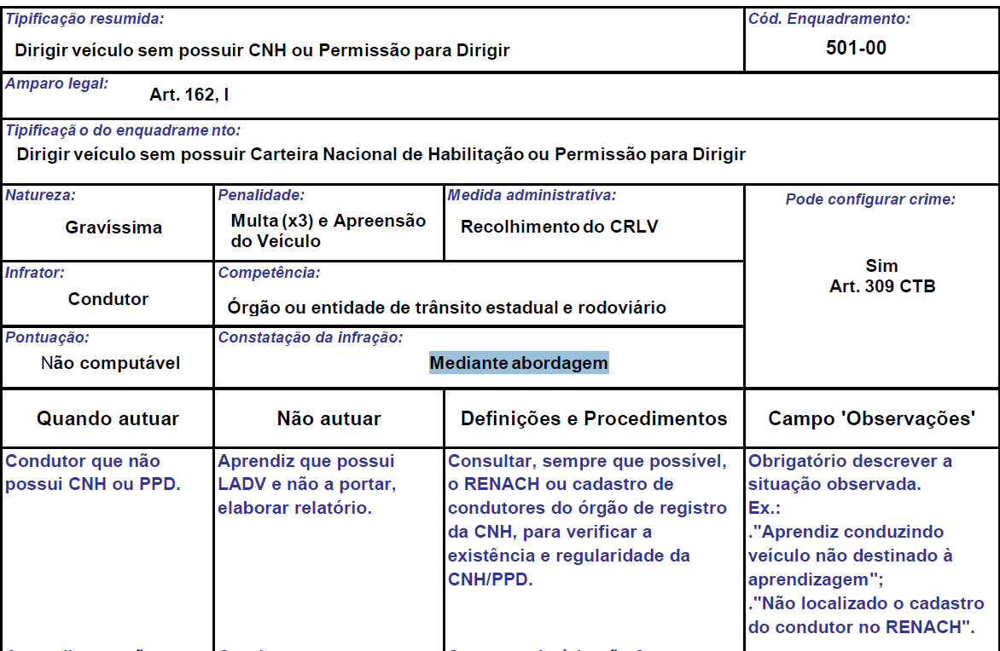 Tipificação resumida:
Dirigir veículo sem possuir CNH ou Permissão para Dirigir
Cód. Enquadramento:
501-00
Amparo legal:
Art. 162, I
Tipificaçã o do enquadrame nto:
Dirigir veículo sem possuir Carteira Nacional de Habilitação ou Permissão para Dirigir
Natureza:
Gravíssima
Penalidade:
Multa (x3) e Apreensão
do Veículo
Medida administrativa:
Recolhimento do CRLV
Pode configurar crime:
Sim
Art. 309 CTB
Infrator:
Condutor
Competência:
Órgão ou entidade de trânsito estadual e rodoviário
Pontuação:
Não computável
Constatação da infração:
Mediante abordagem
Quando autuar
Não autuar
Definições e Procedimentos
Campo 'Observações'
Condutor que não
possui CNH ou PPD.
Aprendiz que possui
LADV e não a portar,
elaborar relatório.
Consultar, sempre que possível,
o RENACH ou cadastro de
condutores do órgão de registro
da CNH, para verificar a
existência e regularidade da
CNH/PPD.
Obrigatório descrever a
situação observada.
Ex.:
."Aprendiz conduzindo
veículo não destinado à
aprendizagem";
."Não localizado o cadastro
do condutor no RENACH".